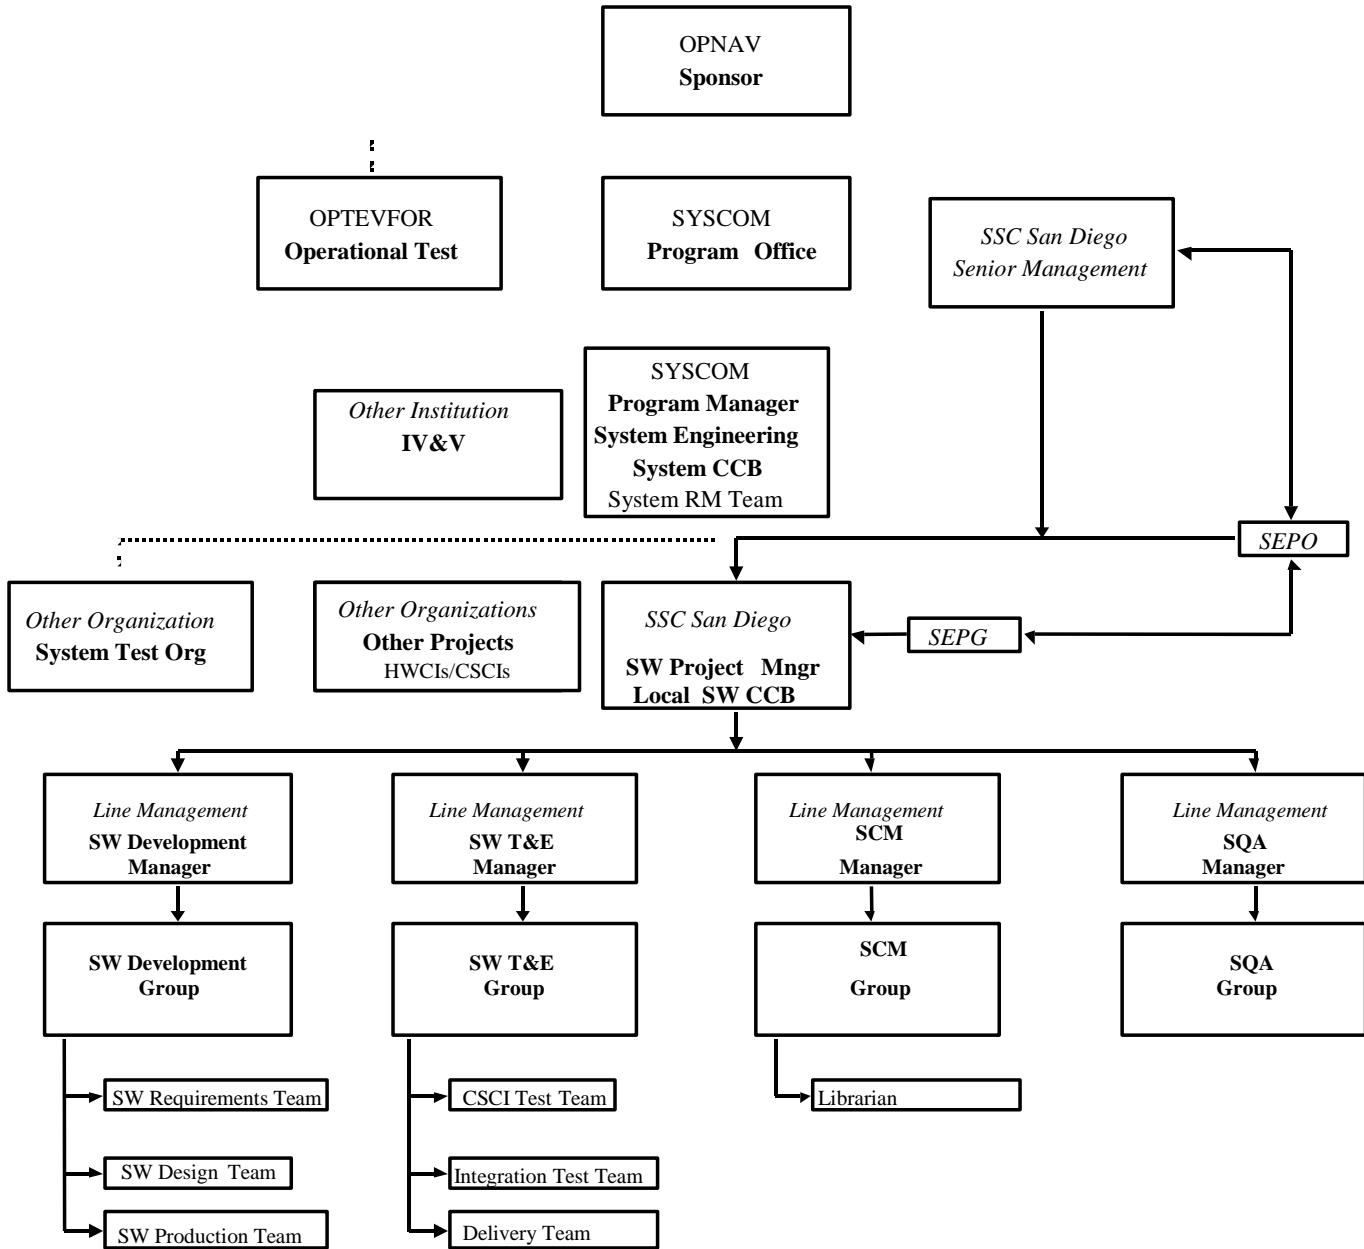 OPNAV
Sponsor
OPTEVFOR
Operational Test
SYSCOM
Program Office
SSC San Diego
Senior Management
Other Institution
IV&V
SYSCOM
Program Manager
System Engineering
System CCB
System RM Team
SEPO
Other Organization
System Test Org
Other Organizations
Other Projects
HWCIs/CSCIs
SSC San Diego
SW Project Mngr
Local SW CCB
SEPG
Line Management
SW Development
Manager
Line Management
SW T&E
Manager
Line Management
SCM
Manager
Line Management
SQA
Manager
SW Development
Group
SW T&E
Group
SCM
Group
SQA
Group
SW Requirements Team
CSCI Test Team
Librarian
SW Design Team
Integration Test Team
SW Production Team
Delivery Team